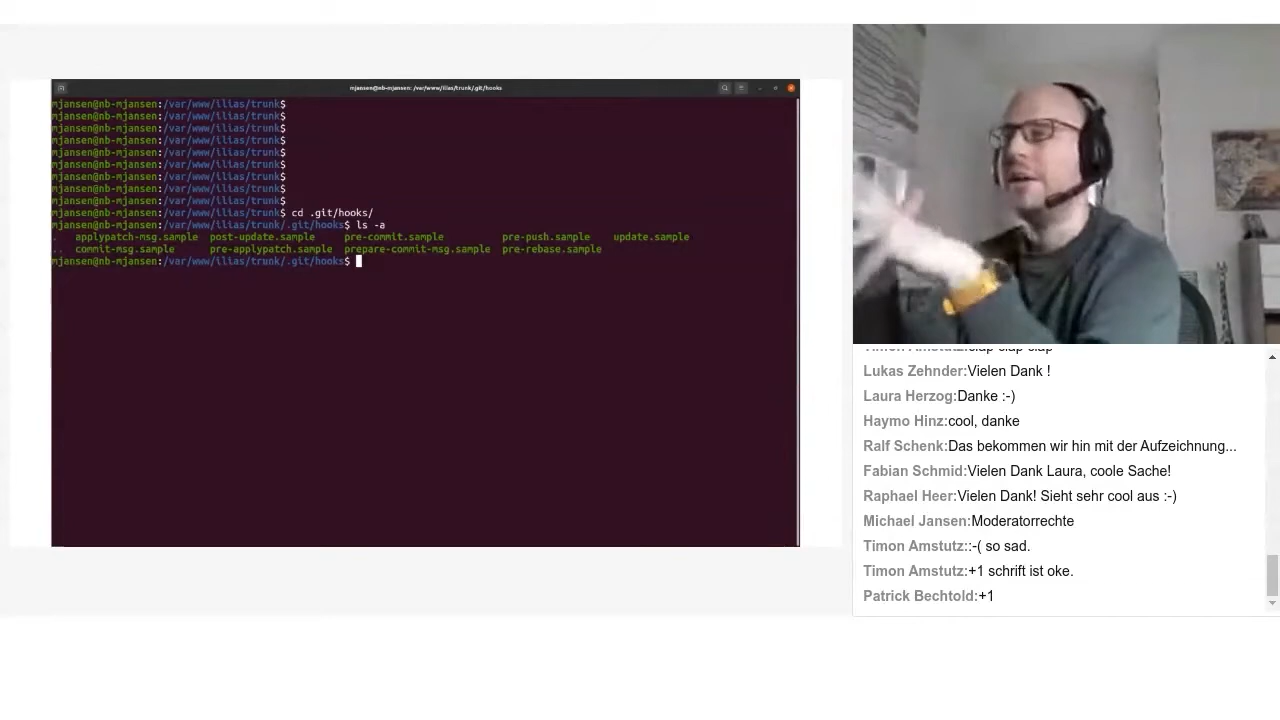 mjansen@nb-mjansen: /var/www/ilias/trunk/.git/hooks
mjansen@nb-mjansen:/var/www/ilias/trunk$
mjansen@nb-mjansen:/var/www/ilias/trunk$
mjansen@nb-mjansen:/var/www/ilias/trunk$
mjansen@nb-mjansen:/var/www/ilias/trunk$
mjansen@nb-mjansen:/var/www/ilias/trunk$
mjansen@nb-mjansen:/var/www/ilias/trunk$
mjansen@nb-mjansen:/var/www/ilias/trunk$
mjansen@nb-mjansen:/var/www/ilias/trunk$
mjansen@nb-mjansen:/var/www/ilias/trunk$
mjansen@nb-mjansen:/var/www/ilias/trunk$ cd .git/hooks/
mjansen@nb-mjansen:/var/www/ilias/trunk/.git/hooks$ ls -a
. applypatch-msg.sample post-update.sample pre-commit.sample pre-push.sample update.sample
.. commit-msg.sample pre-applypatch.sample prepare-commit-msg.sample pre-rebase.sample
mjansen@nb-mjansen:/var/www/ilias/trunk/.git/hooks$
Lukas Zehnder:Vielen Dank !
Laura Herzog:Danke :-)
Haymo Hinz:cool, danke
Ralf Schenk:Das bekommen wir hin mit der Aufzeichnung...
Fabian Schmid:Vielen Dank Laura, coole Sache!
Raphael Heer:Vielen Dank! Sieht sehr cool aus :-)
Michael Jansen:Moderatorrechte
Timon Amstutz::-( so sad.
Timon Amstutz:+1 schrift ist oke.
Patrick Bechtold:+1